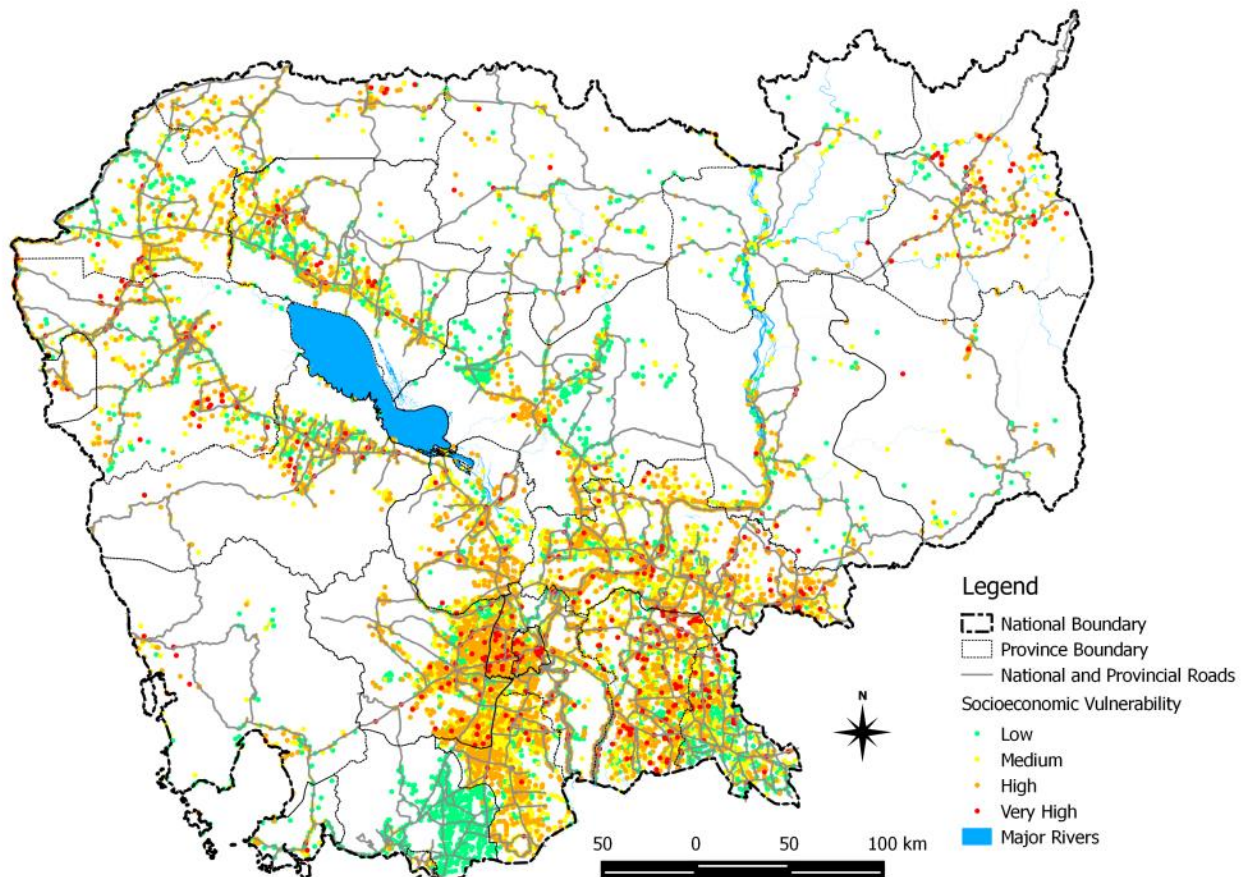 Legend
National Boundary
Province Boundary
National and Provincial Roads
Socioeconomic Vulnerability
Low
Medium
High
Very High
Major Rivers
N
50 0 50 100 km